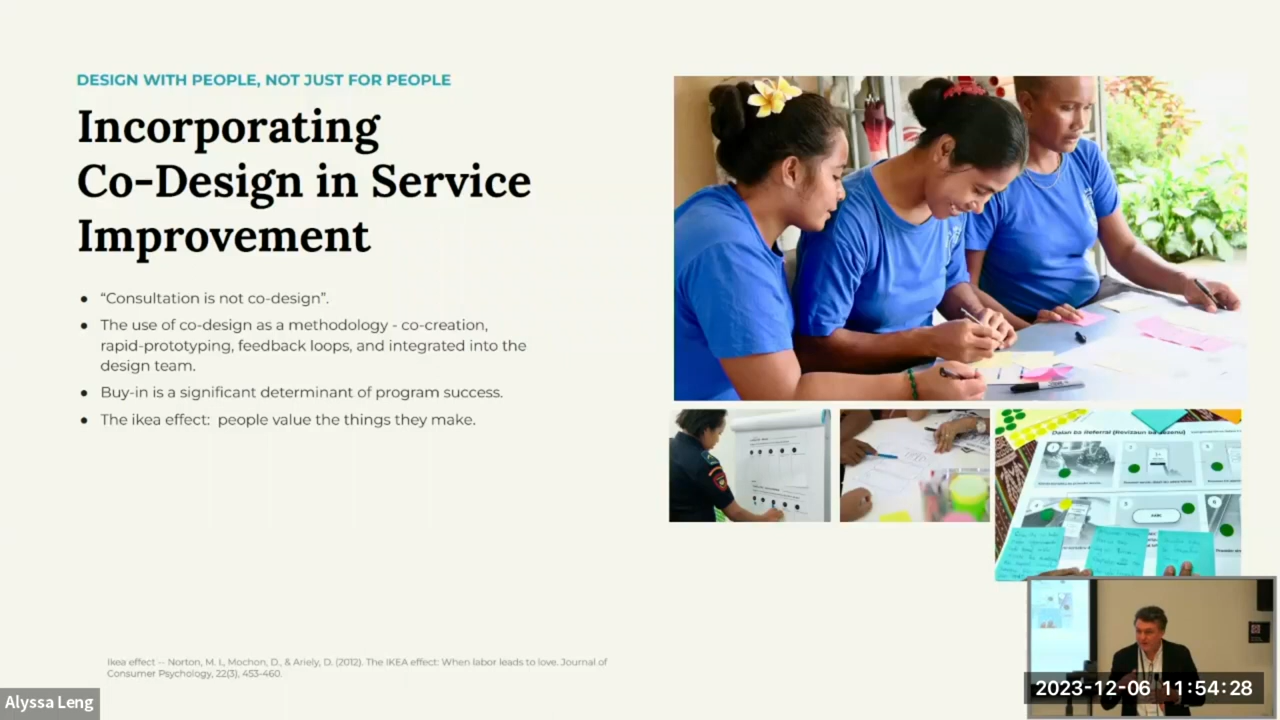 DESIGN WITH PEOPLE, NOT JUST FOR PEOPLE
Incorporating
Co-Design in Service
Improvement
● “Consultation is not co-design”.
● The use of co-design as a methodology - co-creation,
rapid-prototyping, feedback loops, and integrated into the
design team.
● Buy-in is a significant determinant of program success.
● The ikea effect:  people value the things they make.
Dalan ba Referral (Revizaun
Ikea effect -- Norton, M. I., Mochon, D., & Ariely, D. (2012). The IKEA effect: When labor leads to love. Journal of
Consumer Psychology, 22(3), 453-460.
2023-12-06 11:54:28
Alyssa Leng